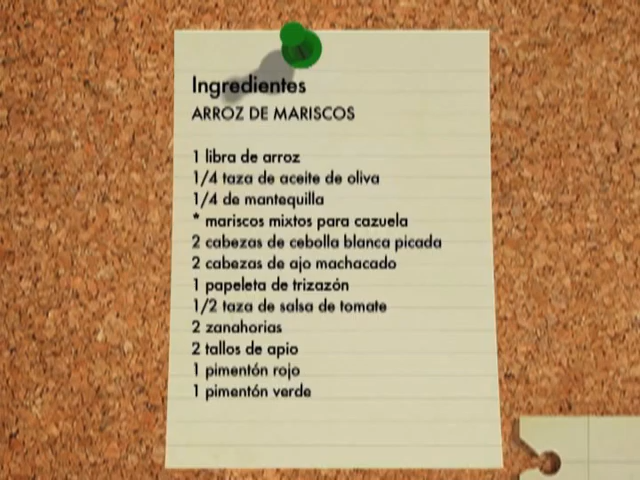 Ingredientes
ARROZ DE MARISCOS
1 libra de arroz
1/4 taza de aceite de oliva
1/4 de mantequilla
* mariscos mixtos para cazuela
2 cabezas de cebolla blanca picada
2 cabezas de ajo machacado
1 papeleta de trizazón
1/2 taza de salsa de tomate
2 zanahorias
2 tallos de apio
1 pimentón rojo
1 pimentón verde